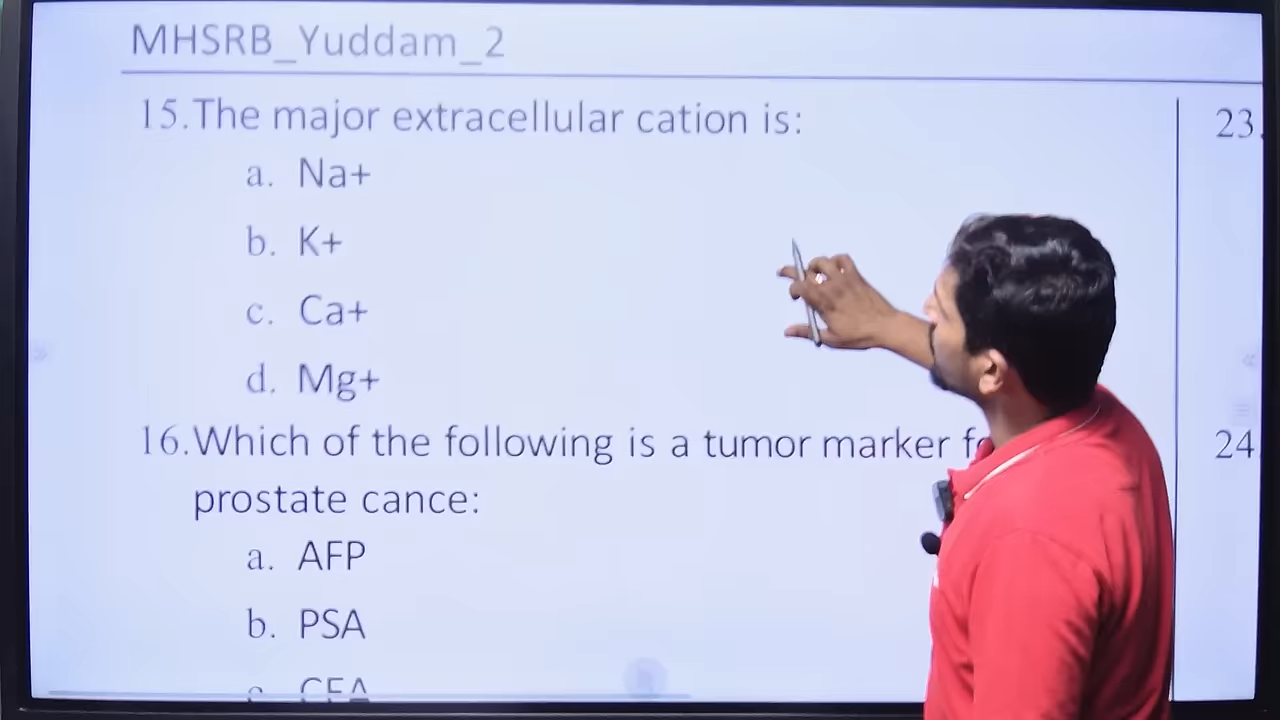 MHSRB_Yuddam_2
15.The major extracellular cation is:
a. Na+
b. K+
c. Ca+
d. Mg+
16.Which of the following is a tumor marker
prostate cance:
a. AFP
b. PSA
c. CEA
23.
24